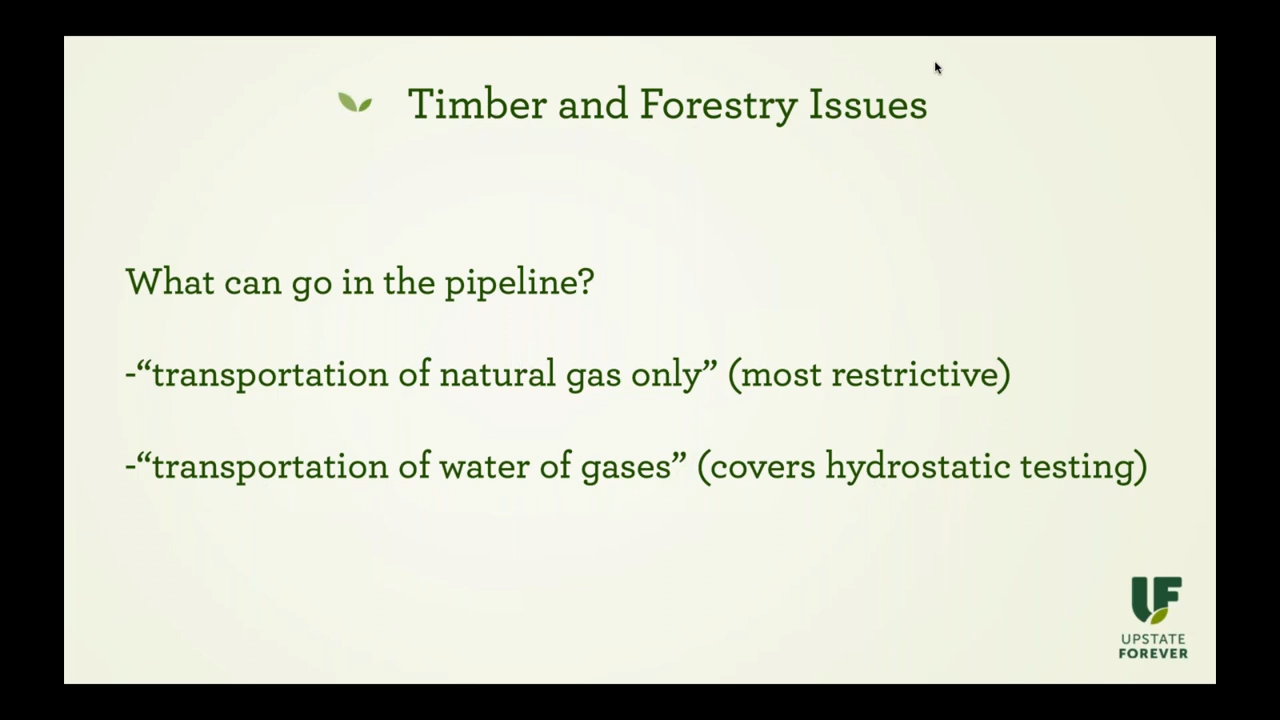 Timber and Forestry Issues
What can go in the pipeline?
-“transportation of natural gas only” (most restrictive)
-“transportation of water of gases” (covers hydrostatic testing)
UF
UPSTATE
FOREVER